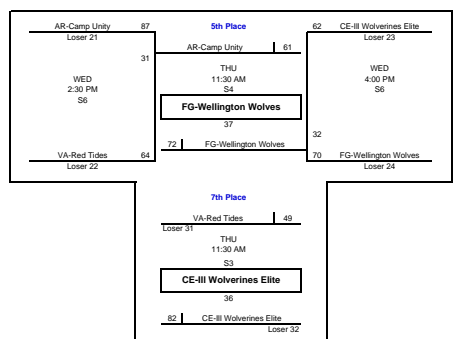 AR-Camp Unity 87 5th Place 62 CE-III Wolverines Elite
Loser 21 Loser 23
AR-Camp Unity 61
31
THU
WED 11:30 AM WED
2:30 PM S4 4:00 PM
S6 FG-Wellington Wolves S6
37
32
72 FG-Wellington Wolves
VA-Red Tides 64 70 FG-Wellington Wolves
Loser 22 Loser 24
7th Place
VA-Red Tides 49
Loser 31
THU
11:30 AM
S3
CE-III Wolverines Elite
36
82 CE-III Wolverines Elite
Loser 32